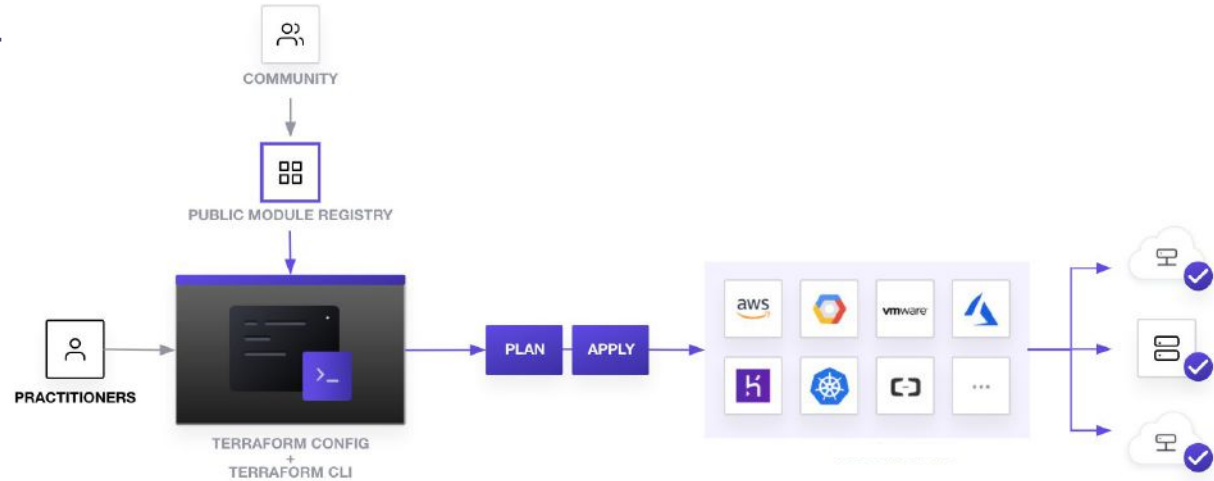 COMMUNITY
PUBLIC MODULE REGISTRY
PRACTITIONERS
TERRAFORM CONFIG
+
TERRAFORM CLI
PLAN
APPLY
aws
vmware